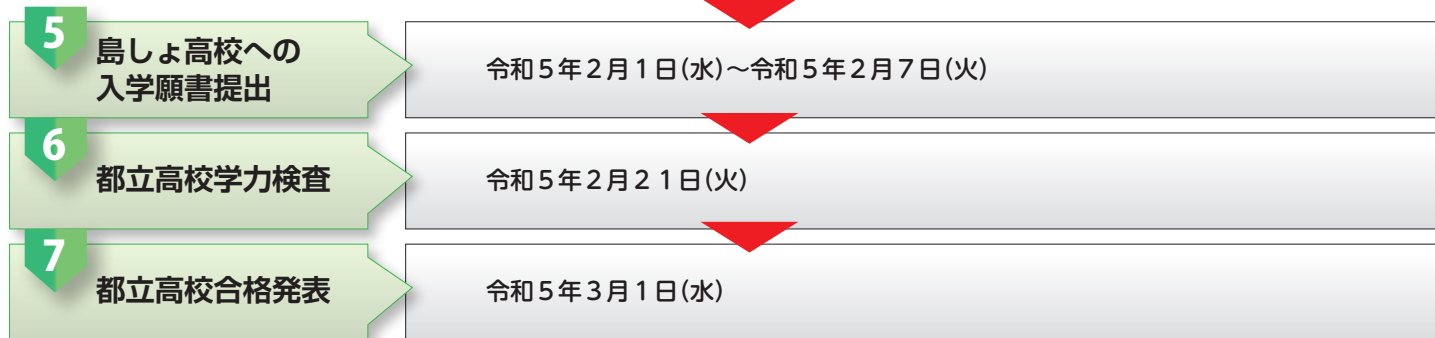 5
島しょ高校への
入学願書提出
令和５年２月１日(水)～令和５年２月７日(火)
6
都立高校学力検査
令和５年２月２１日(火)
7
都立高校合格発表
令和５年３月１日(水)